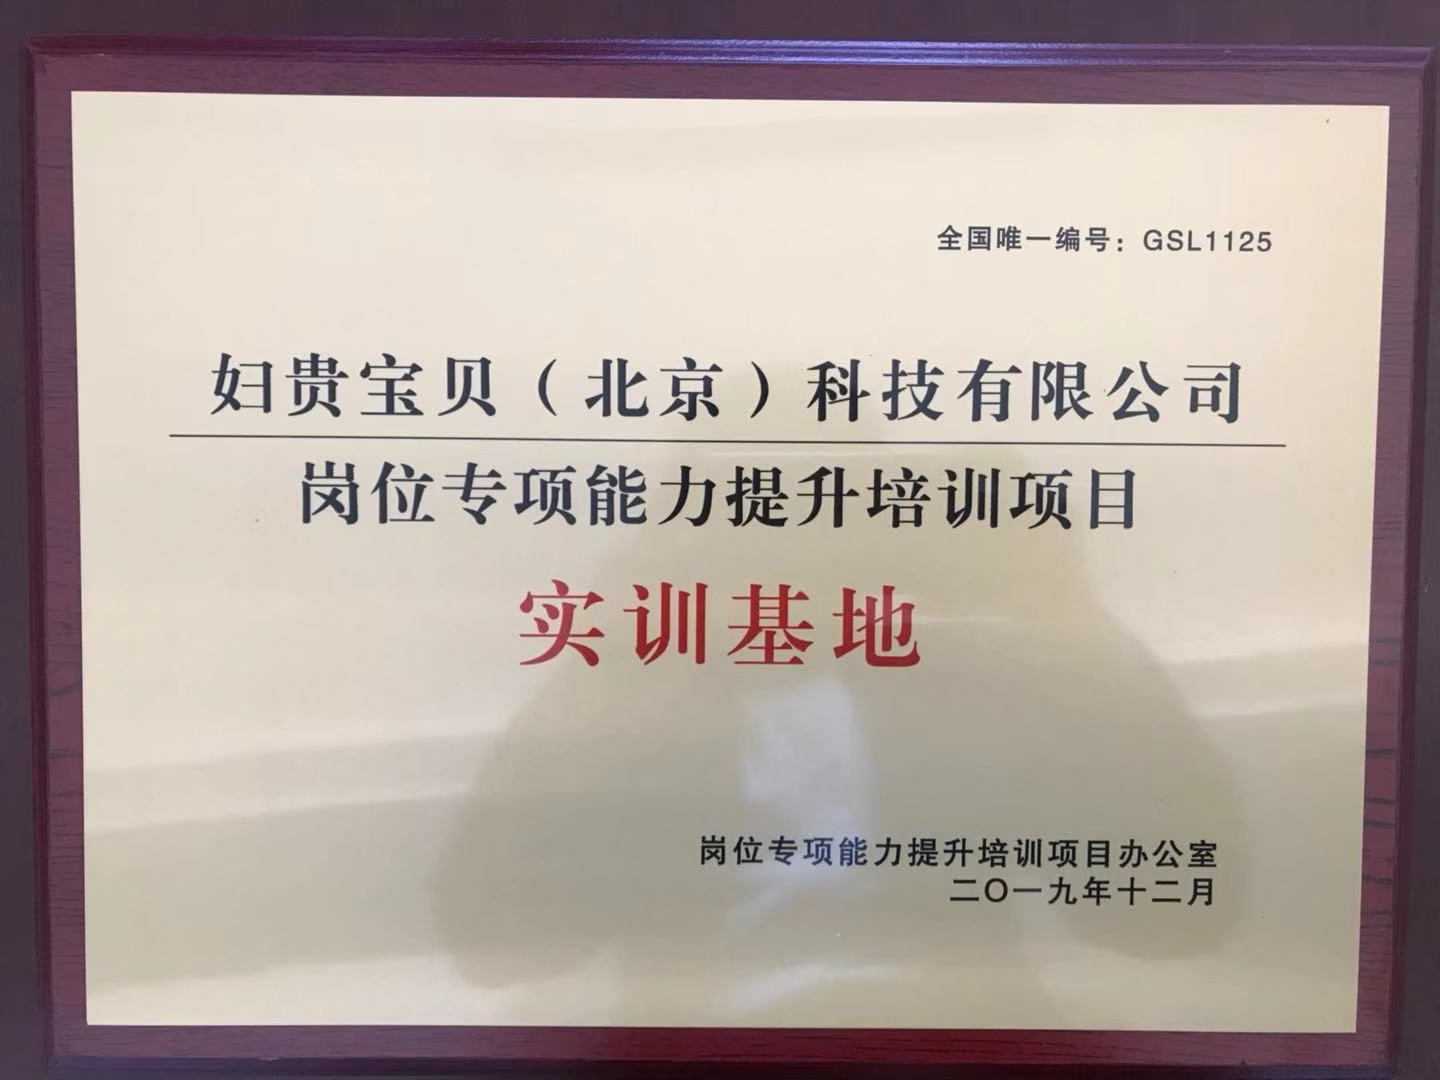 全国唯一编号：GSL1125
妇贵宝贝（北京）科技有限公司
岗位专项能力提升培训项目
实训基地
岗位专项能力提升培训项目办公室
二〇一九年十二月